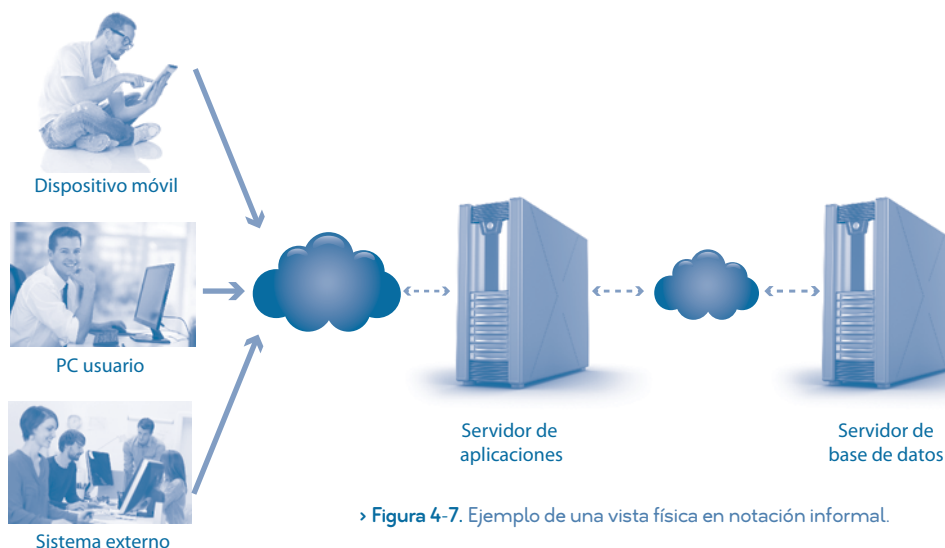 Dispositivo móvil
PC usuario
Sistema externo
Servidor de
aplicaciones
Servidor de
base de datos
› Figura 4-7. Ejemplo de una vista física en notación informal.